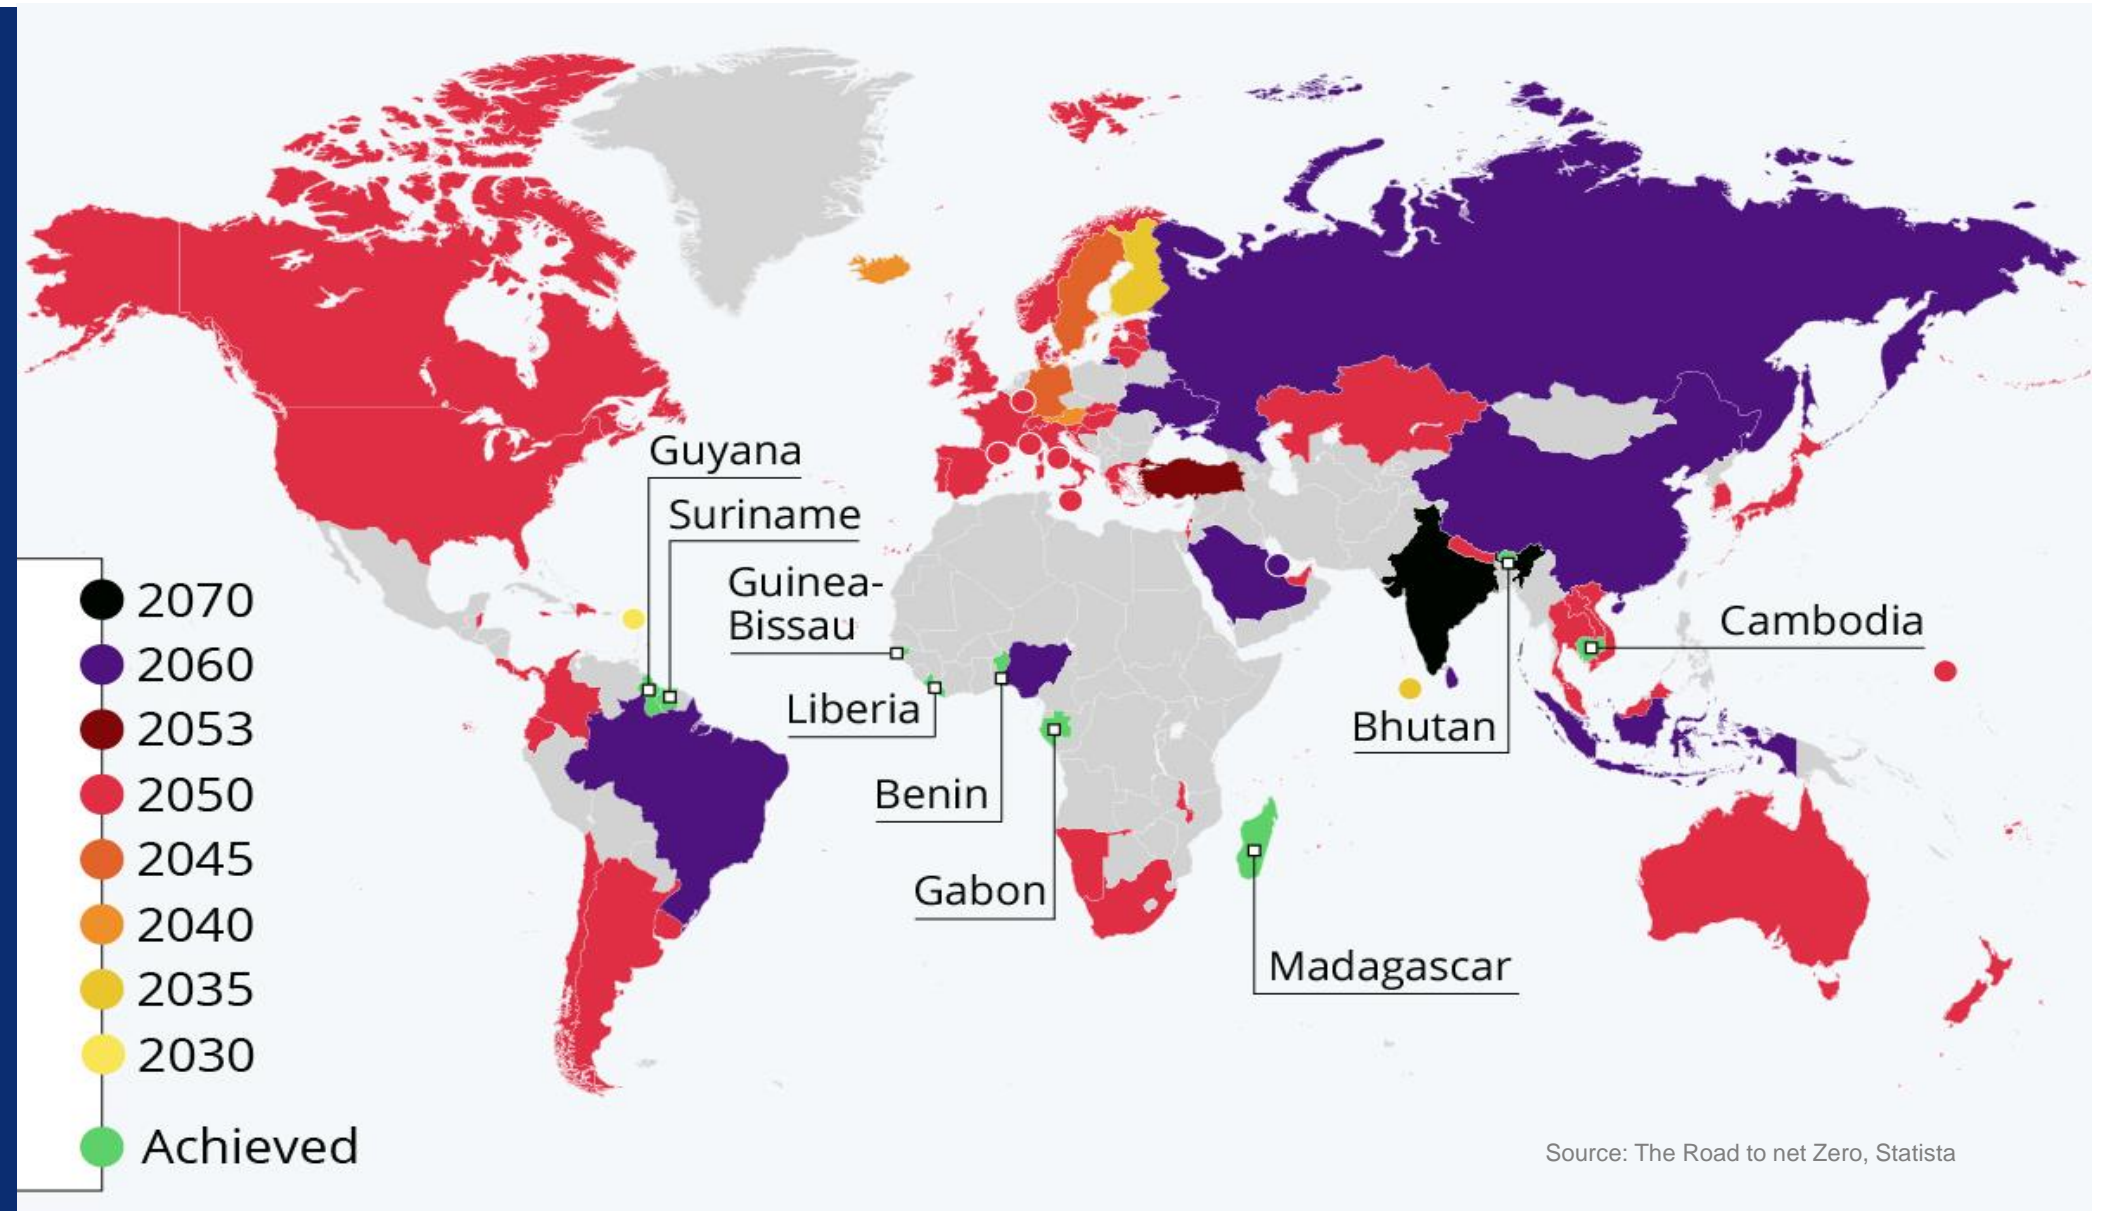 Guyana
Suriname
Guinea-
Bissau
Liberia
Benin
Gabon
Madagascar
Bhutan
Cambodia
2070
2060
2053
2050
2045
2040
2035
2030
Achieved
Source: The Road to net Zero, Statista